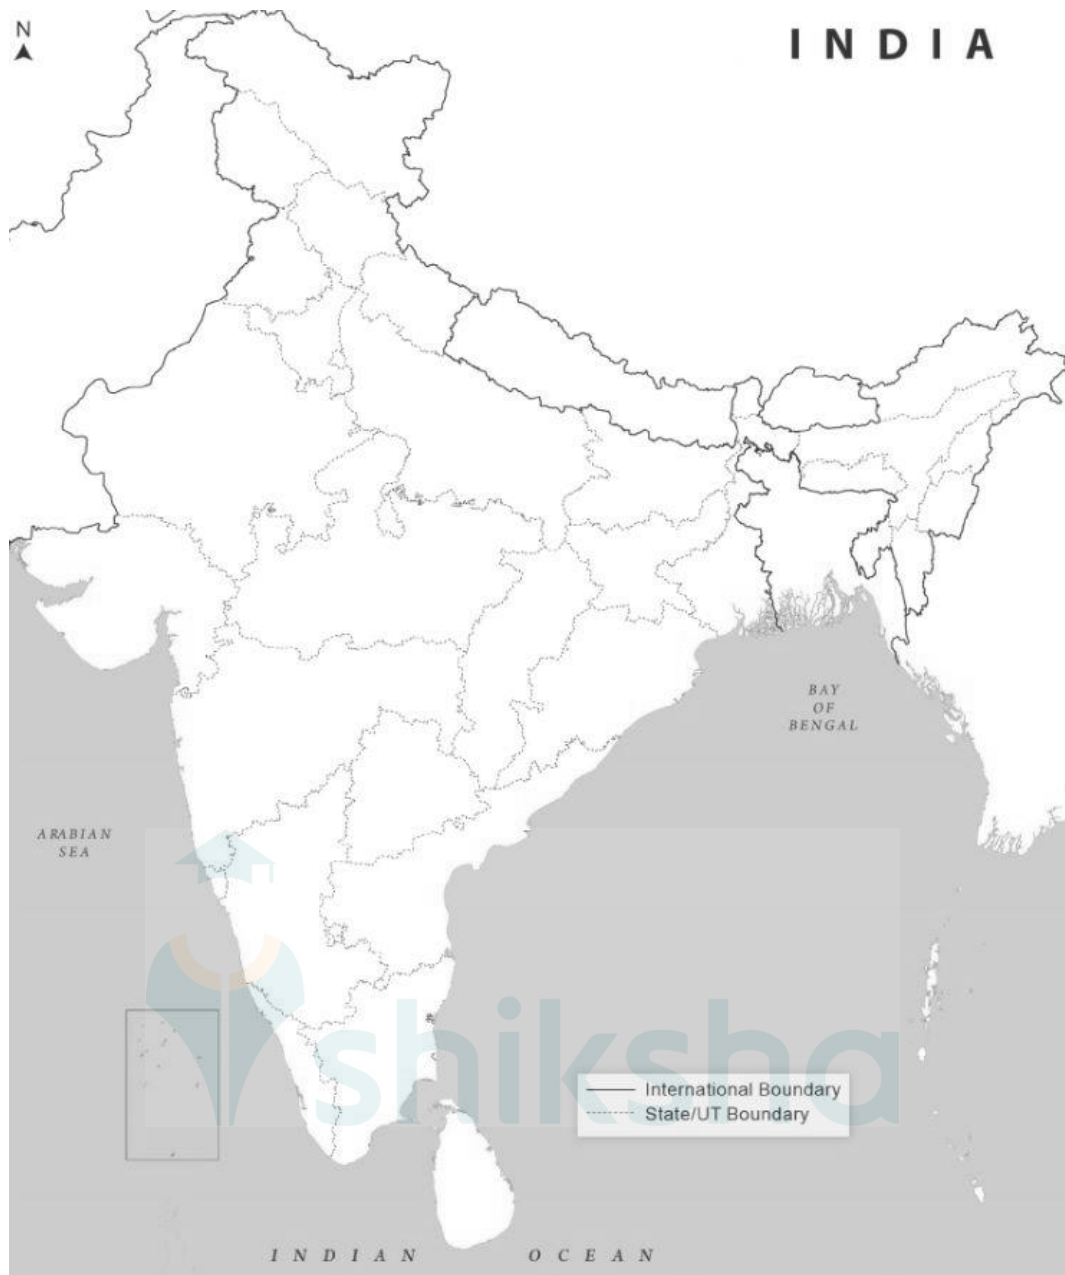 N
INDIA
BAY
OF
BENGAL
ARABIAN
SEA
shiksha
International Boundary
State/UT Boundary
INDIAN OCEAN